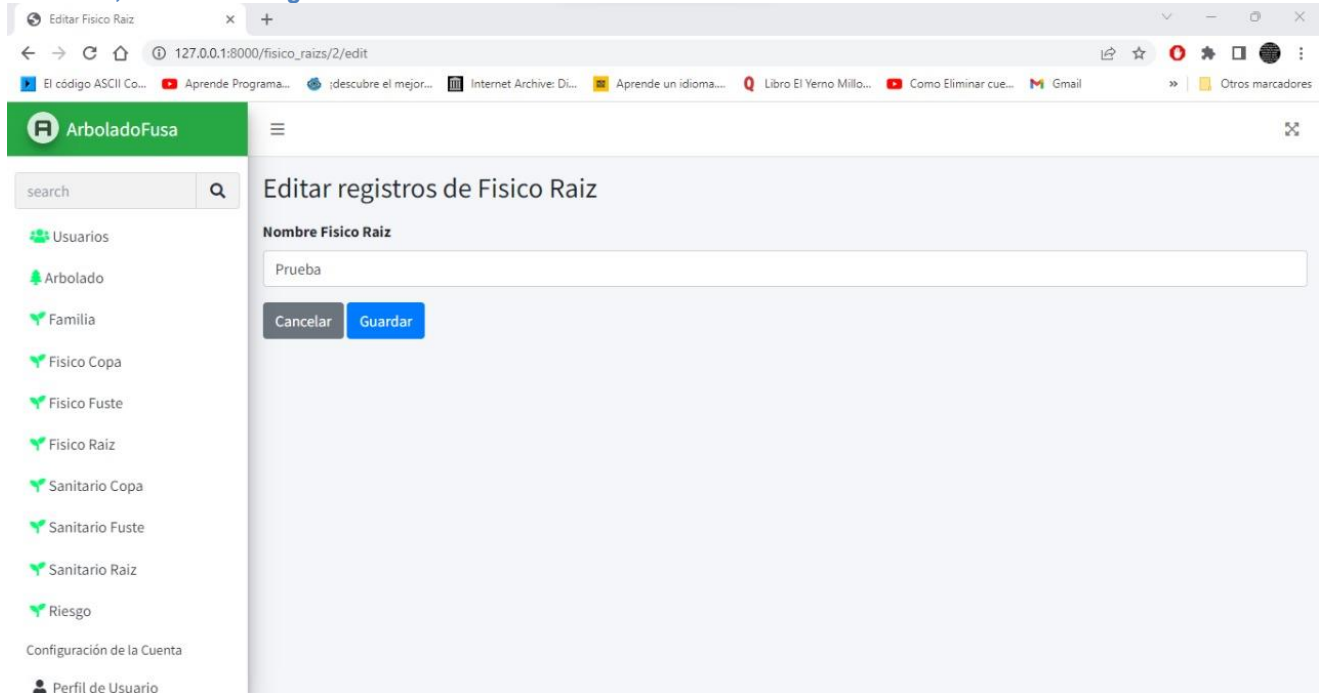 Editar Fisico Raiz
127.0.0.1:8000/fisico_raizs/2/edit
El código ASCII Co... Aprende Programa... ¡descubre el mejor... Internet Archive: Di... Aprende un idioma.... Libro El Yerno Millo... Como Eliminar cue... Gmail » Otros marcadores
ArboladoFusa
search
Usuarios
Arbolado
Familia
Fisico Copa
Fisico Fuste
Fisico Raiz
Sanitario Copa
Sanitario Fuste
Sanitario Raiz
Riesgo
Configuración de la Cuenta
Perfil de Usuario
Editar registros de Fisico Raiz
Nombre Fisico Raiz
Prueba
Cancelar Guardar